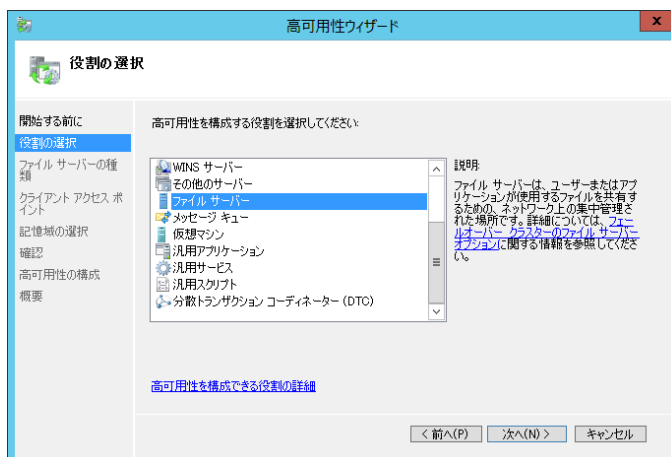 高可用性ウィザード
x
役割の選択
開始する前に
役割の選択
ファイル サーバーの種
類
クライアント アクセス ポ
イント
記憶域の選択
確認
高可用性の構成
概要
高可用性を構成する役割を選択してください:
WINS サーバー
その他のサーバー
ファイル サーバー
メッセージ キュー
仮想マシン
汎用アプリケーション
汎用サービス
汎用スクリプト
分散トランザクション コーディネーター (DTC)
説明:
ファイル サーバーは、ユーザーまたはアプ
リケーションが使用するファイルを共有す
るための、ネットワーク上の集中管理さ
れた場所です。詳細については、フェー
ルオーバー クラスターのファイル サーバー
オプションに関する情報を参照してくださ
い。
高可用性を構成できる役割の詳細
< 前へ(P)
次へ(N) >
キャンセル